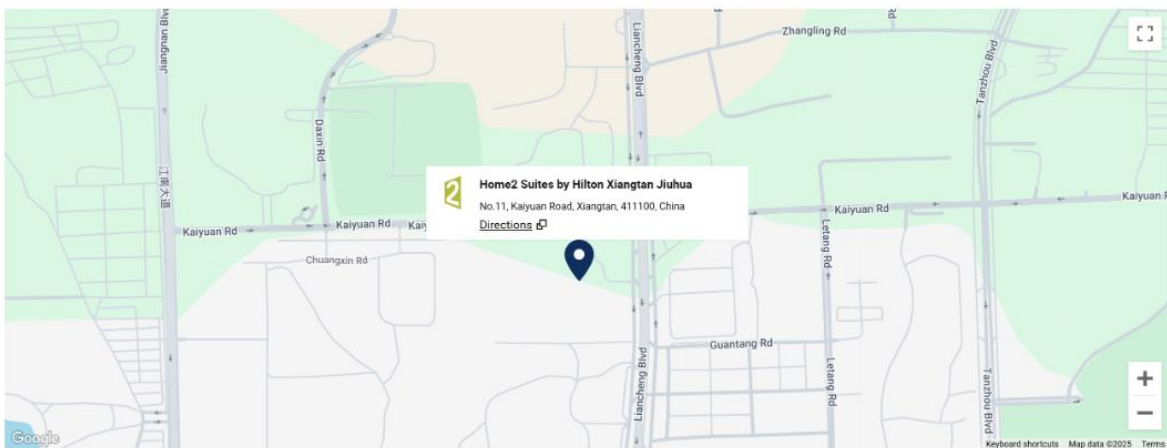 Jiangnan Blvd
Liancheng Blvd
Zhangling Rd
Tanzhou Blvd
Daxin Rd
江南大道
2
Home2 Suites by Hilton Xiangtan Jiuhua
No.11, Kaiyuan Road, Xiangtan, 411100, China
Directions
Kaiyuan Rd
Kaiyuan Rd
Kaiyuan Rd
Kaiyuan R
Chuangxin Rd
Letang Rd
Guantang Rd
Liancheng Blvd
Letang Rd
Tanzhou Blvd
Google
Keyboard shortcuts
Map data ©2025
Terms